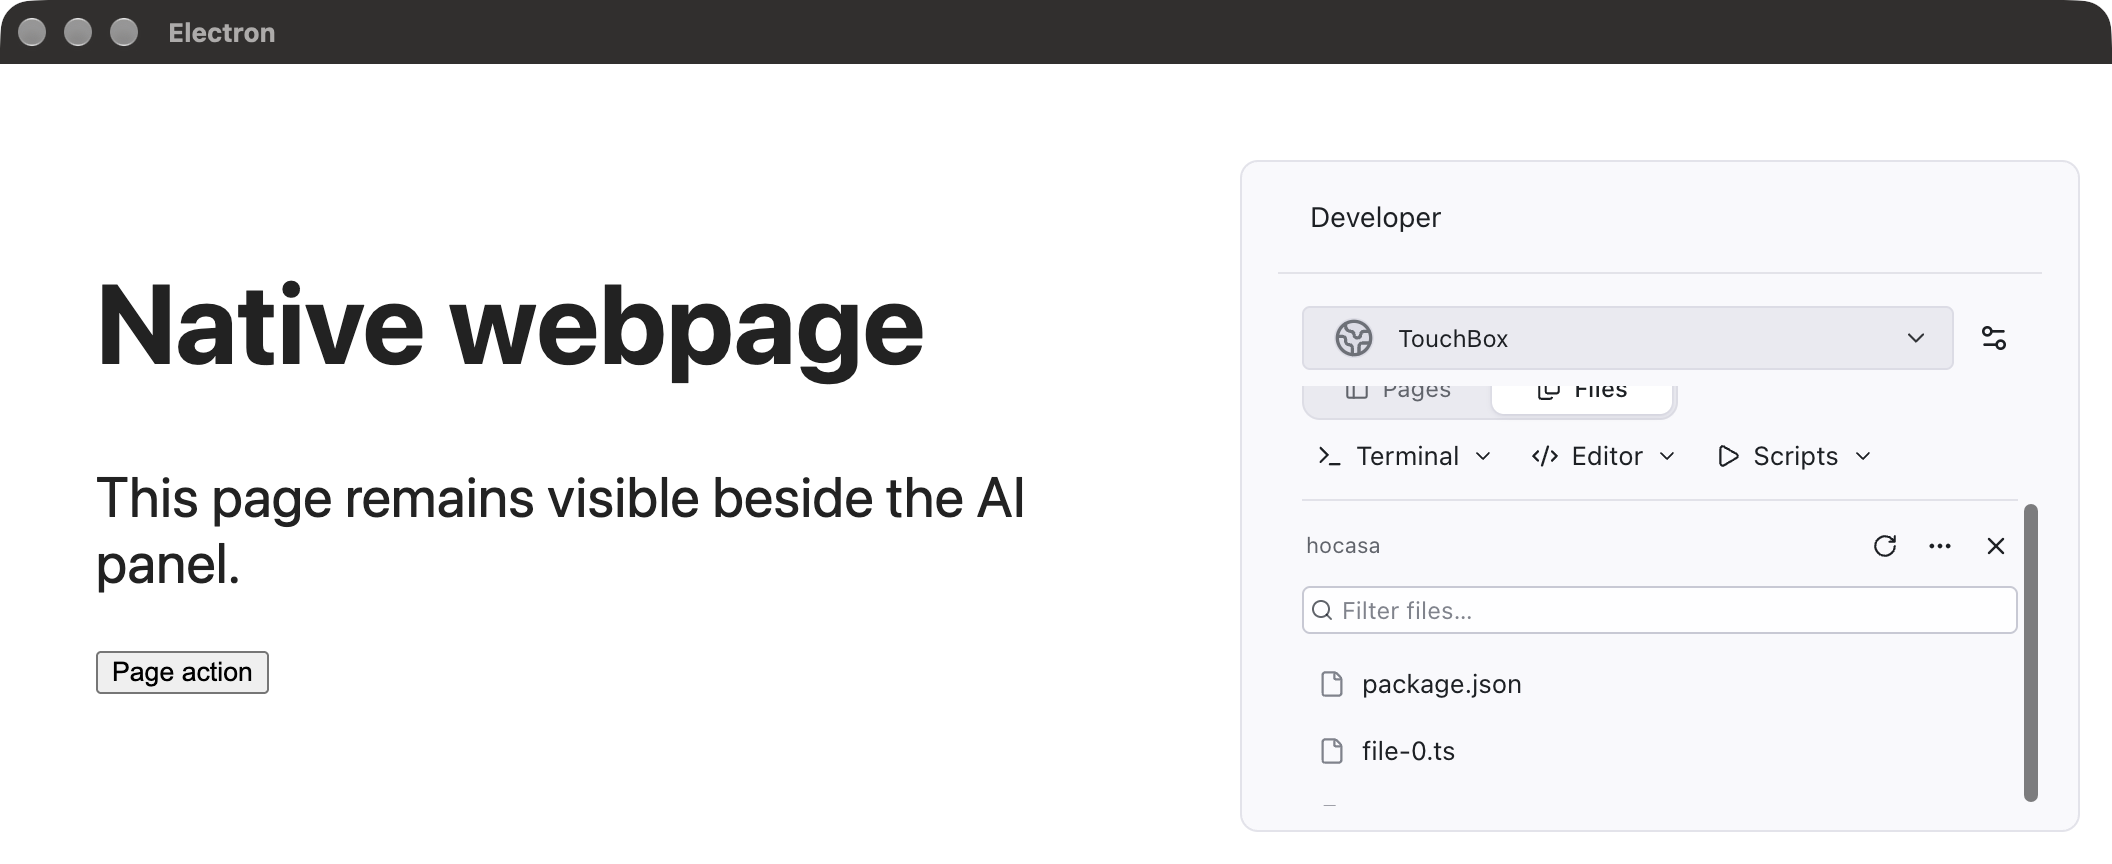 Electron
Native webpage
This page remains visible beside the AI
panel.
Page action
Developer
TouchBox
Pages Files
Terminal Editor Scripts
hocasa
Filter files...
package.json
file-0.ts